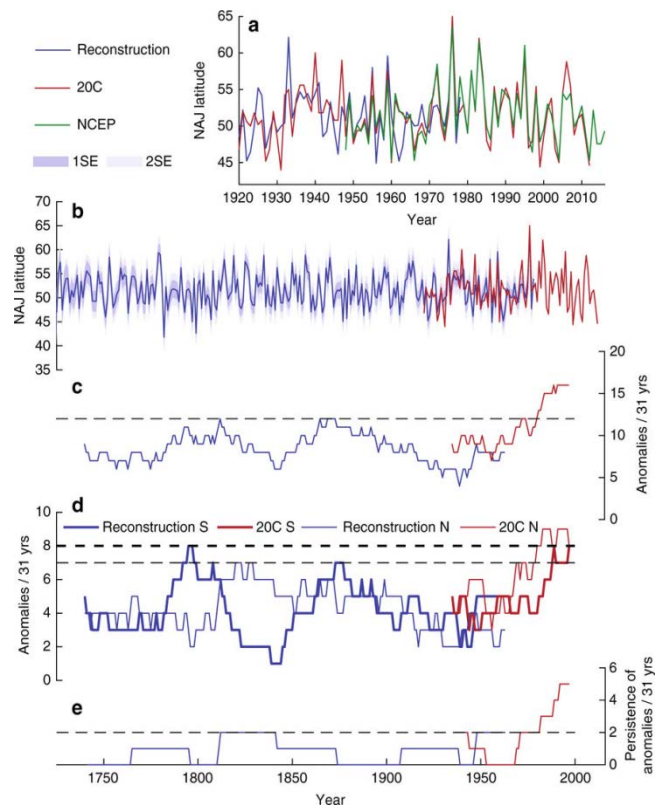 Reconstruction
20C
NCEP
1SE 2SE
a
65
60
55
50
45
NAJ latitude
1920 1930 1940 1950 1960 1970 1980 1990 2000 2010
Year
b
70
65
60
55
50
45
40
35
NAJ latitude
c
20
15
10
5
0
Anomalies / 31 yrs
d
Reconstruction S 20C S Reconstruction N 20C N
10
8
6
4
2
0
Anomalies / 31 yrs
e
6
4
2
0
Persistence of
anomalies / 31 yrs
1750 1800 1850 1900 1950 2000
Year